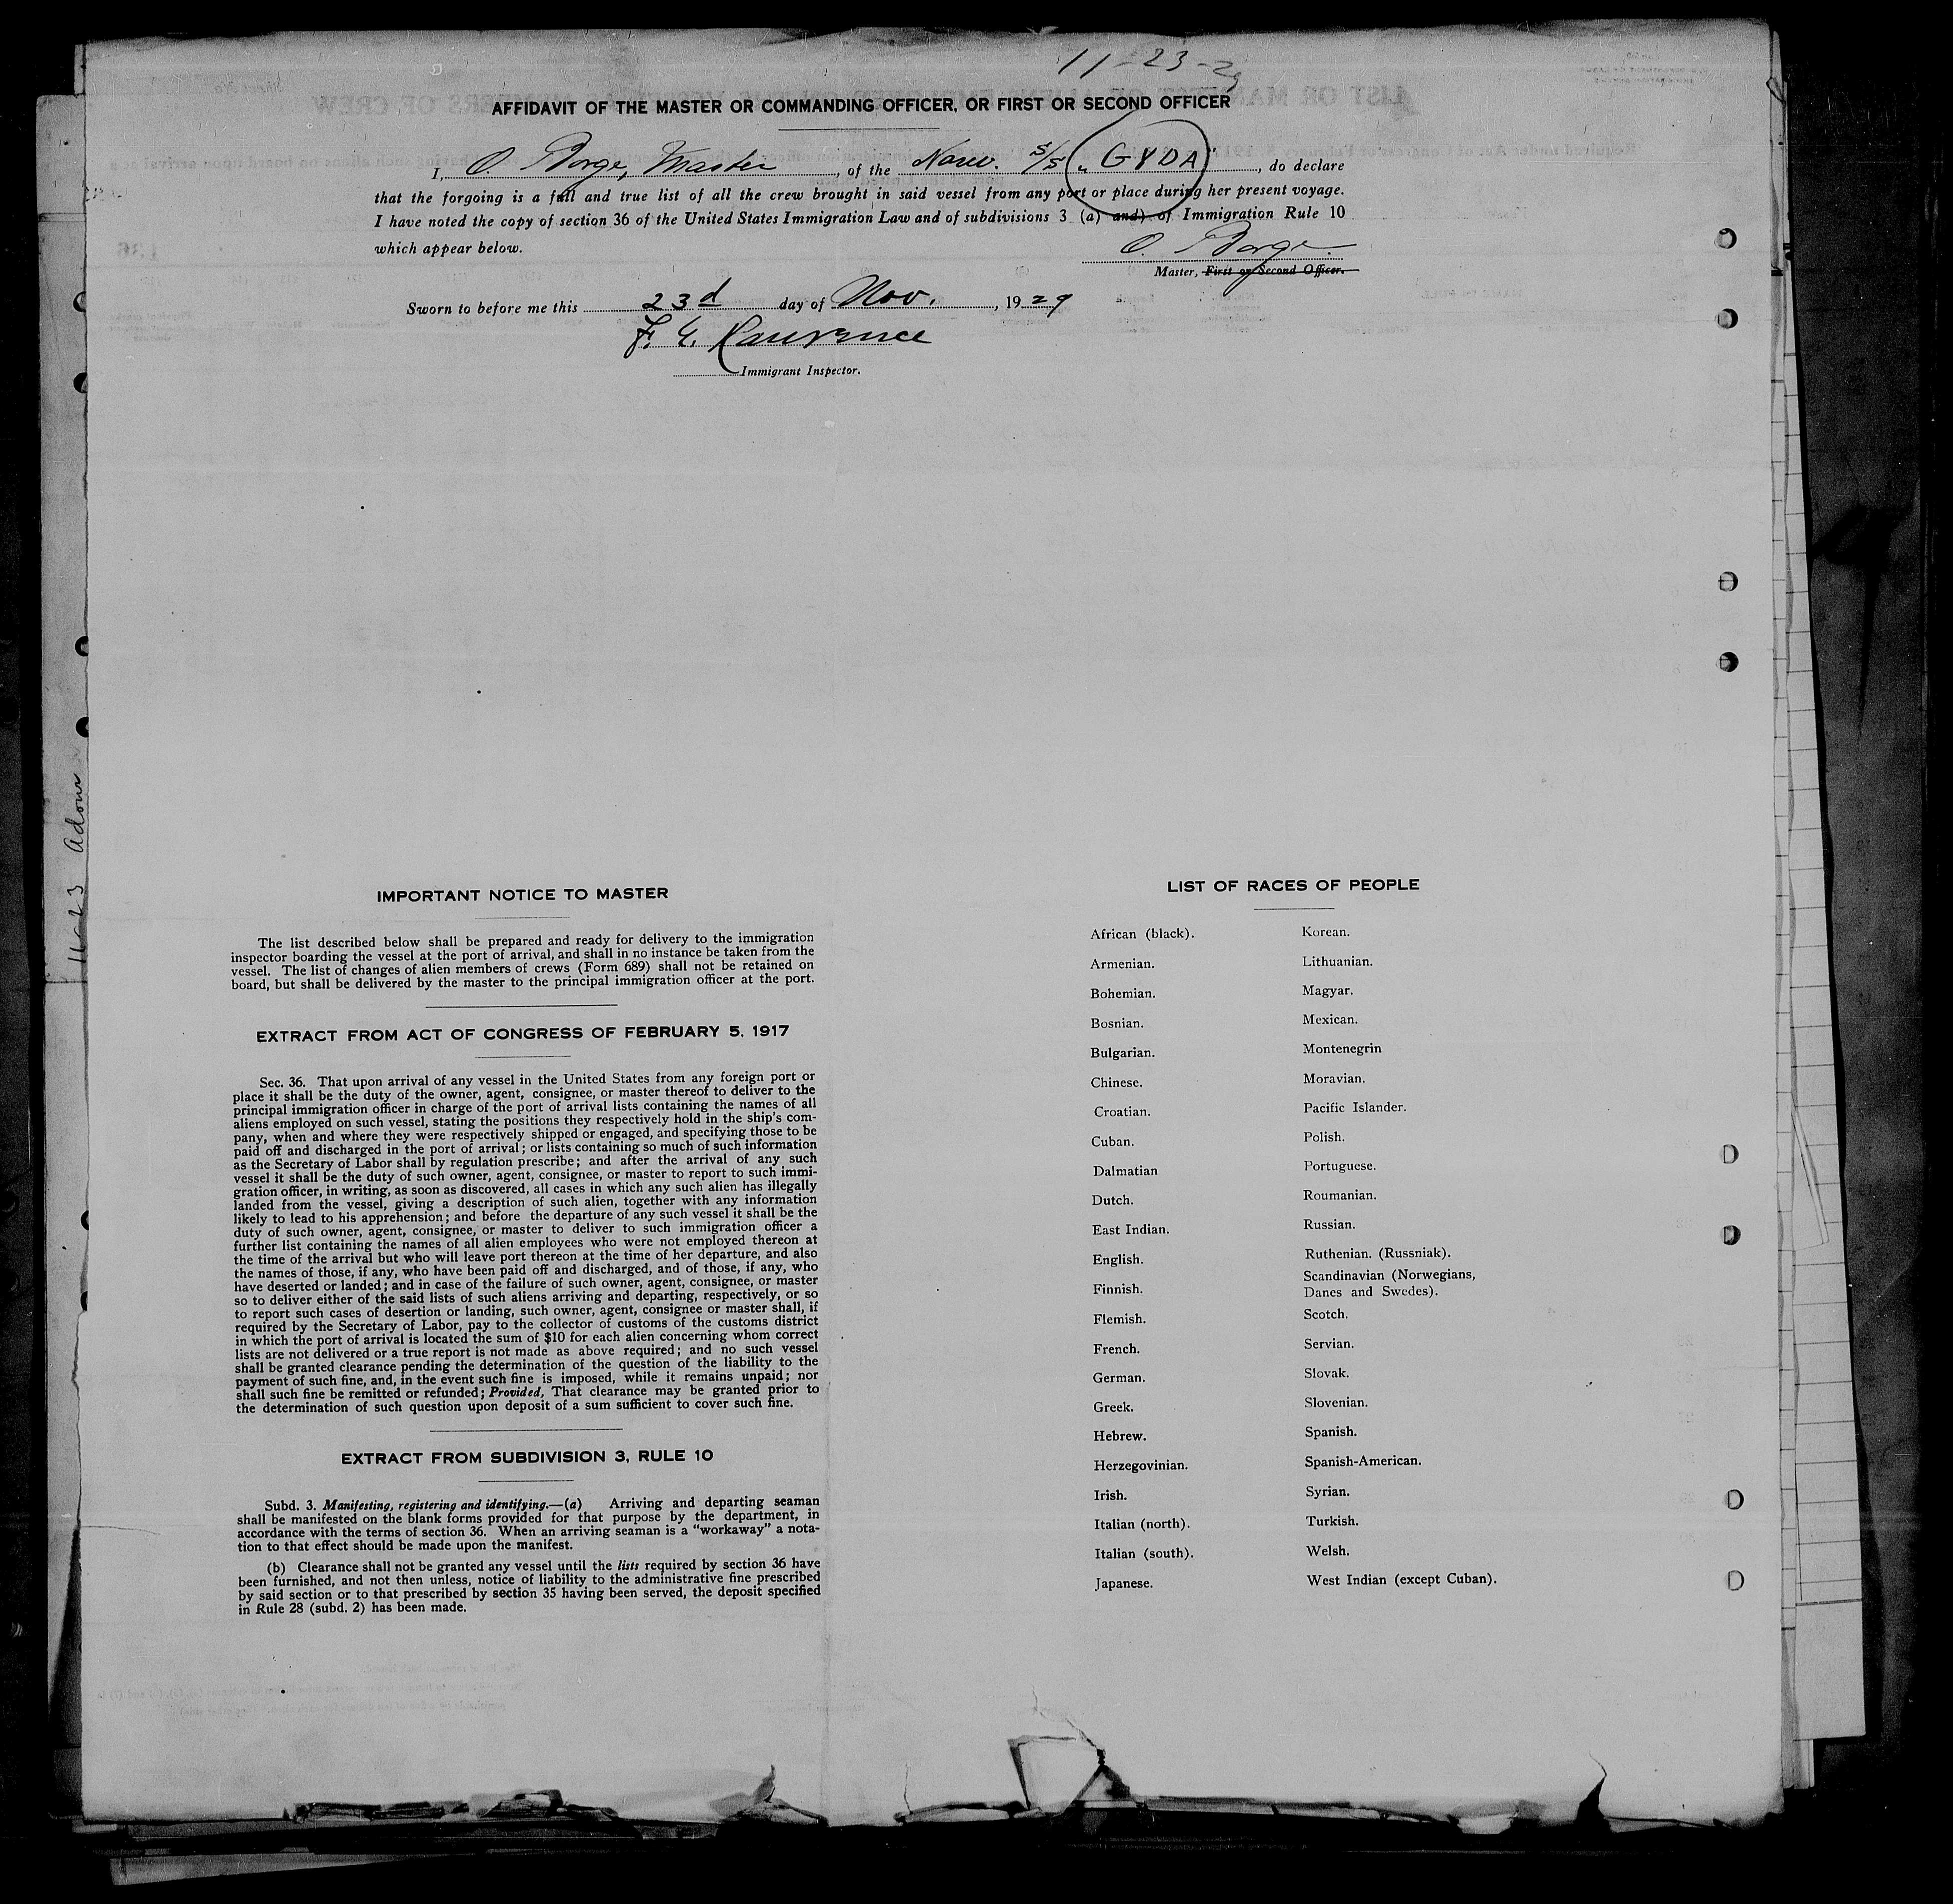 11-23-29
AFFIDAVIT OF THE MASTER OR COMMANDING OFFICER, OR FIRST OR SECOND OFFICER
I, O. Borge, Master, of the Norw. S/S "GYDA", do declare
that the forgoing is a full and true list of all the crew brought in said vessel from any port or place during her present voyage.
I have noted the copy of section 36 of the United States Immigration Law and of subdivisions 3 (a) and) of Immigration Rule 10
which appear below.
O. Borge
Master, First or Second Officer.
Sworn to before me this 23d day of Nov., 1929
F. G. Lawrence
Immigrant Inspector.
11-23 Adour
IMPORTANT NOTICE TO MASTER
The list described below shall be prepared and ready for delivery to the immigration
inspector boarding the vessel at the port of arrival, and shall in no instance be taken from the
vessel. The list of changes of alien members of crews (Form 689) shall not be retained on
board, but shall be delivered by the master to the principal immigration officer at the port.
EXTRACT FROM ACT OF CONGRESS OF FEBRUARY 5, 1917
Sec. 36. That upon arrival of any vessel in the United States from any foreign port or
place it shall be the duty of the owner, agent, consignee, or master thereof to deliver to the
principal immigration officer in charge of the port of arrival lists containing the names of all
aliens employed on such vessel, stating the positions they respectively hold in the ship's com-
pany, when and where they were respectively shipped or engaged, and specifying those to be
paid off and discharged in the port of arrival; or lists containing so much of such information
as the Secretary of Labor shall by regulation prescribe; and after the arrival of any such
vessel it shall be the duty of such owner, agent, consignee, or master to report to such immi-
gration officer, in writing, as soon as discovered, all cases in which any such alien has illegally
landed from the vessel, giving a description of such alien, together with any information
likely to lead to his apprehension; and before the departure of any such vessel it shall be the
duty of such owner, agent, consignee, or master to deliver to such immigration officer a
further list containing the names of all alien employees who were not employed thereon at
the time of the arrival but who will leave port thereon at the time of her departure, and also
the names of those, if any, who have been paid off and discharged, and of those, if any, who
have deserted or landed; and in case of the failure of such owner, agent, consignee, or master
so to deliver either of the said lists of such aliens arriving and departing, respectively, or so
to report such cases of desertion or landing, such owner, agent, consignee or master shall, if
required by the Secretary of Labor, pay to the collector of customs of the customs district
in which the port of arrival is located the sum of $10 for each alien concerning whom correct
lists are not delivered or a true report is not made as above required; and no such vessel
shall be granted clearance pending the determination of the question of the liability to the
payment of such fine, and, in the event such fine is imposed, while it remains unpaid; nor
shall such fine be remitted or refunded; Provided, That clearance may be granted prior to
the determination of such question upon deposit of a sum sufficient to cover such fine.
EXTRACT FROM SUBDIVISION 3, RULE 10
Subd. 3. Manifesting, registering and identifying.—(a) Arriving and departing seaman
shall be manifested on the blank forms provided for that purpose by the department, in
accordance with the terms of section 36. When an arriving seaman is a "workaway" a nota-
tion to that effect should be made upon the manifest.
(b) Clearance shall not be granted any vessel until the lists required by section 36 have
been furnished, and not then unless, notice of liability to the administrative fine prescribed
by said section or to that prescribed by section 35 having been served, the deposit specified
in Rule 28 (subd. 2) has been made.
LIST OF RACES OF PEOPLE
African (black).
Armenian.
Bohemian.
Bosnian.
Bulgarian.
Chinese.
Croatian.
Cuban.
Dalmatian
Dutch.
East Indian.
English.
Finnish.
Flemish.
French.
German.
Greek.
Hebrew.
Herzegovinian.
Irish.
Italian (north).
Italian (south).
Japanese.
Korean.
Lithuanian.
Magyar.
Mexican.
Montenegrin
Moravian.
Pacific Islander.
Polish.
Portuguese.
Roumanian.
Russian.
Ruthenian. (Russniak).
Scandinavian (Norwegians,
Danes and Swedes).
Scotch.
Servian.
Slovak.
Slovenian.
Spanish.
Spanish-American.
Syrian.
Turkish.
Welsh.
West Indian (except Cuban).